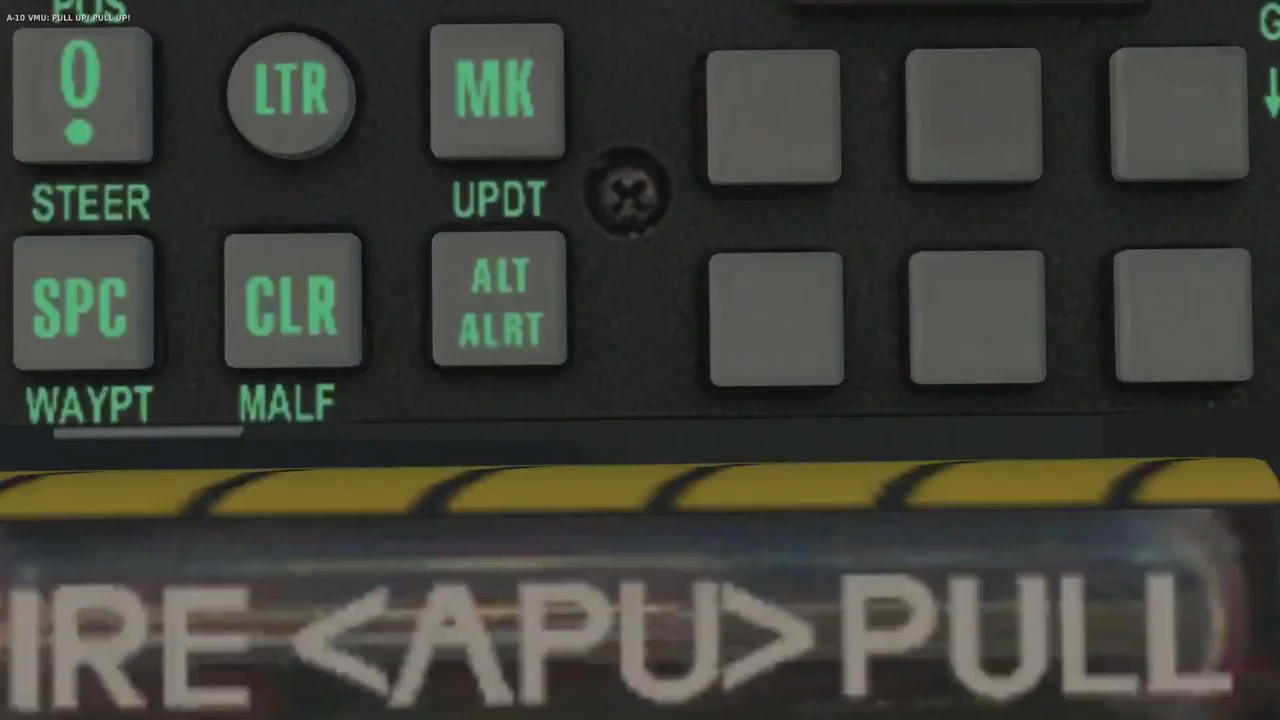 A-10 VMU: PULL UP! PULL UP!
POS
G
0
LTR
MK
↓
STEER
UPDT
SPC
CLR
ALT
ALRT
WAYPT
MALF
IRE <APU> PULL